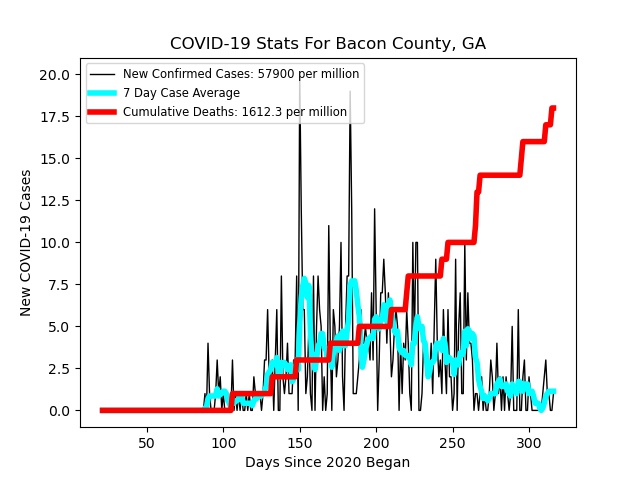 COVID-19 Stats For Bacon County, GA
New Confirmed Cases: 57900 per million
7 Day Case Average
Cumulative Deaths: 1612.3 per million
New COVID-19 Cases
20.0
17.5
15.0
12.5
10.0
7.5
5.0
2.5
0.0
50 100 150 200 250 300
Days Since 2020 Began